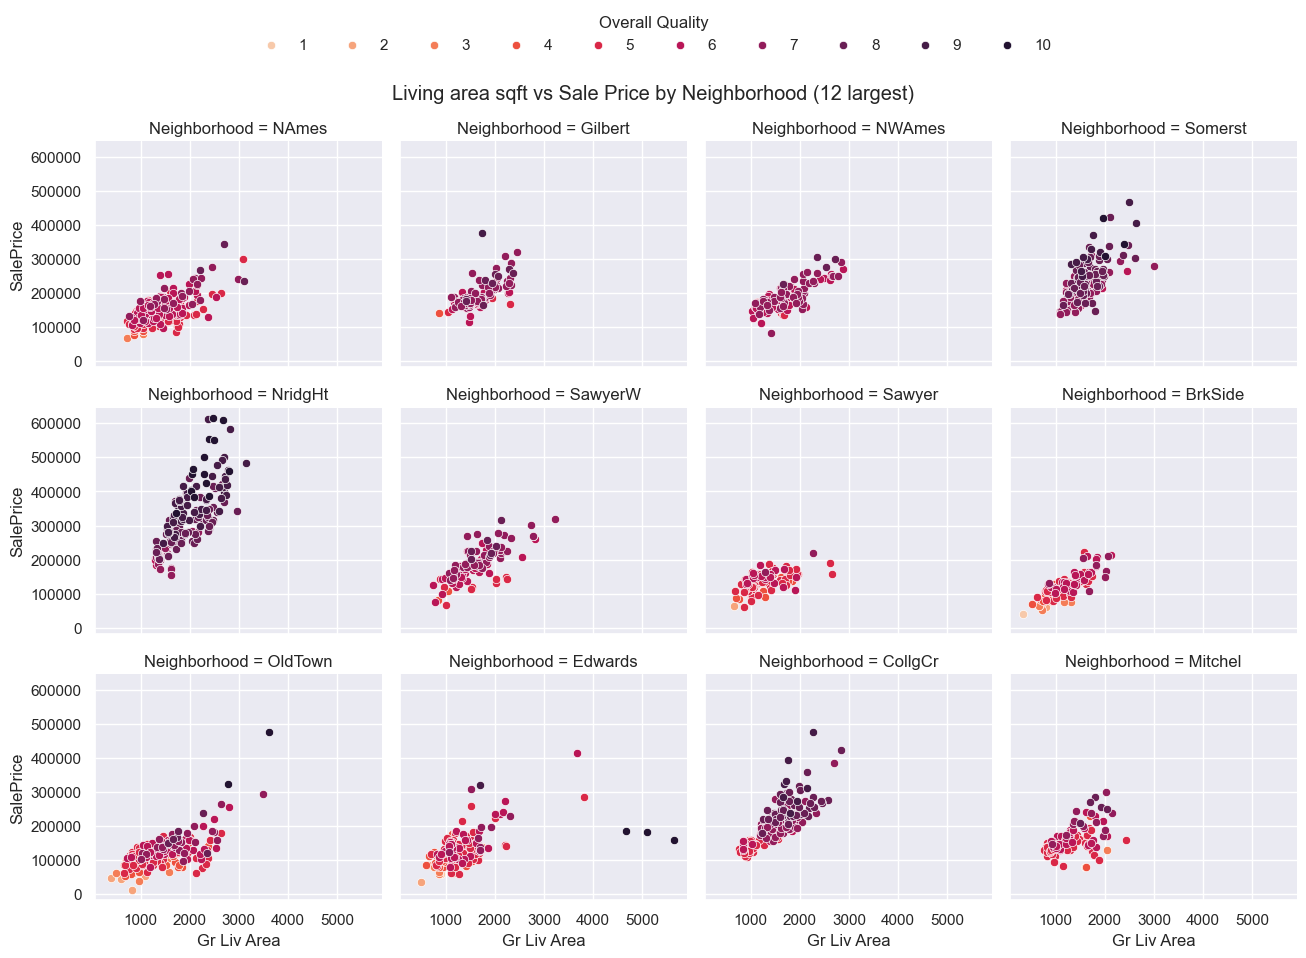 Overall Quality
1 2 3 4 5 6 7 8 9 10
Living area sqft vs Sale Price by Neighborhood (12 largest)
Neighborhood = NAmes Neighborhood = Gilbert Neighborhood = NWAmes Neighborhood = Somerst
600000
500000
400000
300000
200000
100000
0
SalePrice
Neighborhood = NridgHt Neighborhood = SawyerW Neighborhood = Sawyer Neighborhood = BrkSide
600000
500000
400000
300000
200000
100000
0
SalePrice
Neighborhood = OldTown Neighborhood = Edwards Neighborhood = CollgCr Neighborhood = Mitchel
600000
500000
400000
300000
200000
100000
0
SalePrice
1000 2000 3000 4000 5000 1000 2000 3000 4000 5000 1000 2000 3000 4000 5000 1000 2000 3000 4000 5000
Gr Liv Area Gr Liv Area Gr Liv Area Gr Liv Area